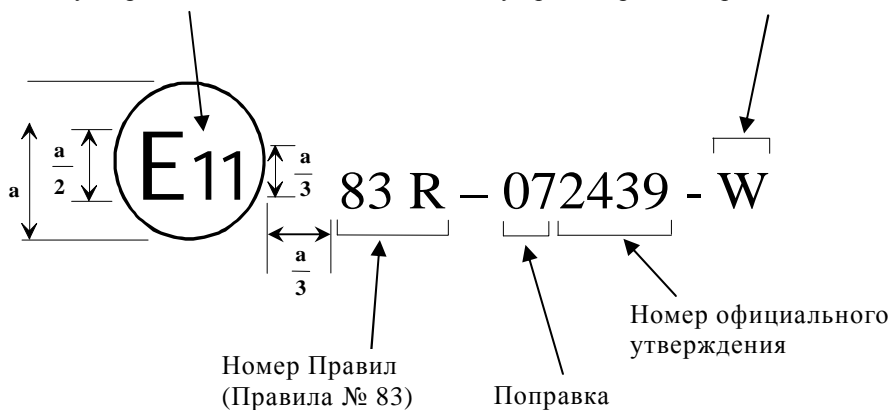 a
a
2
E11
a
3
83 R – 072439 - W
a
3
Номер официального
утверждения
Номер Правил
(Правила № 83)
Поправка